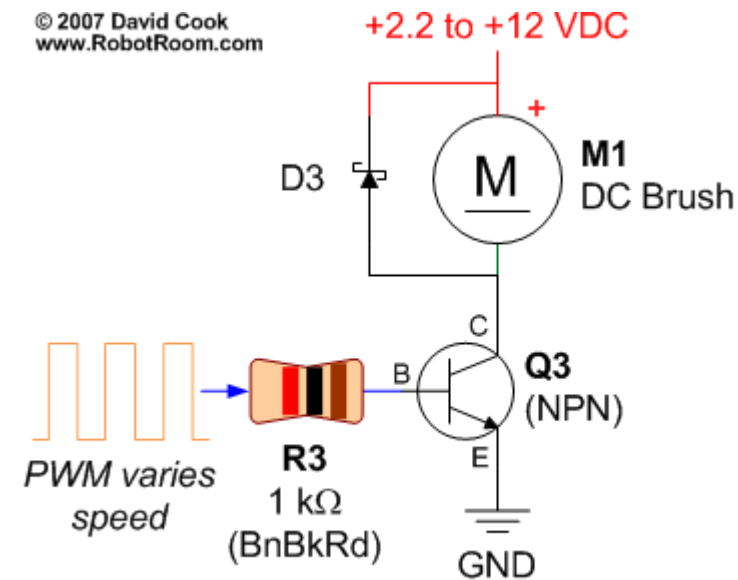 © 2007 David Cook
www.RobotRoom.com
+2.2 to +12 VDC
+
D3
M
M1
DC Brush
C
B
Q3
(NPN)
E
PWM varies
speed
R3
1 kΩ
(BnBkRd)
GND